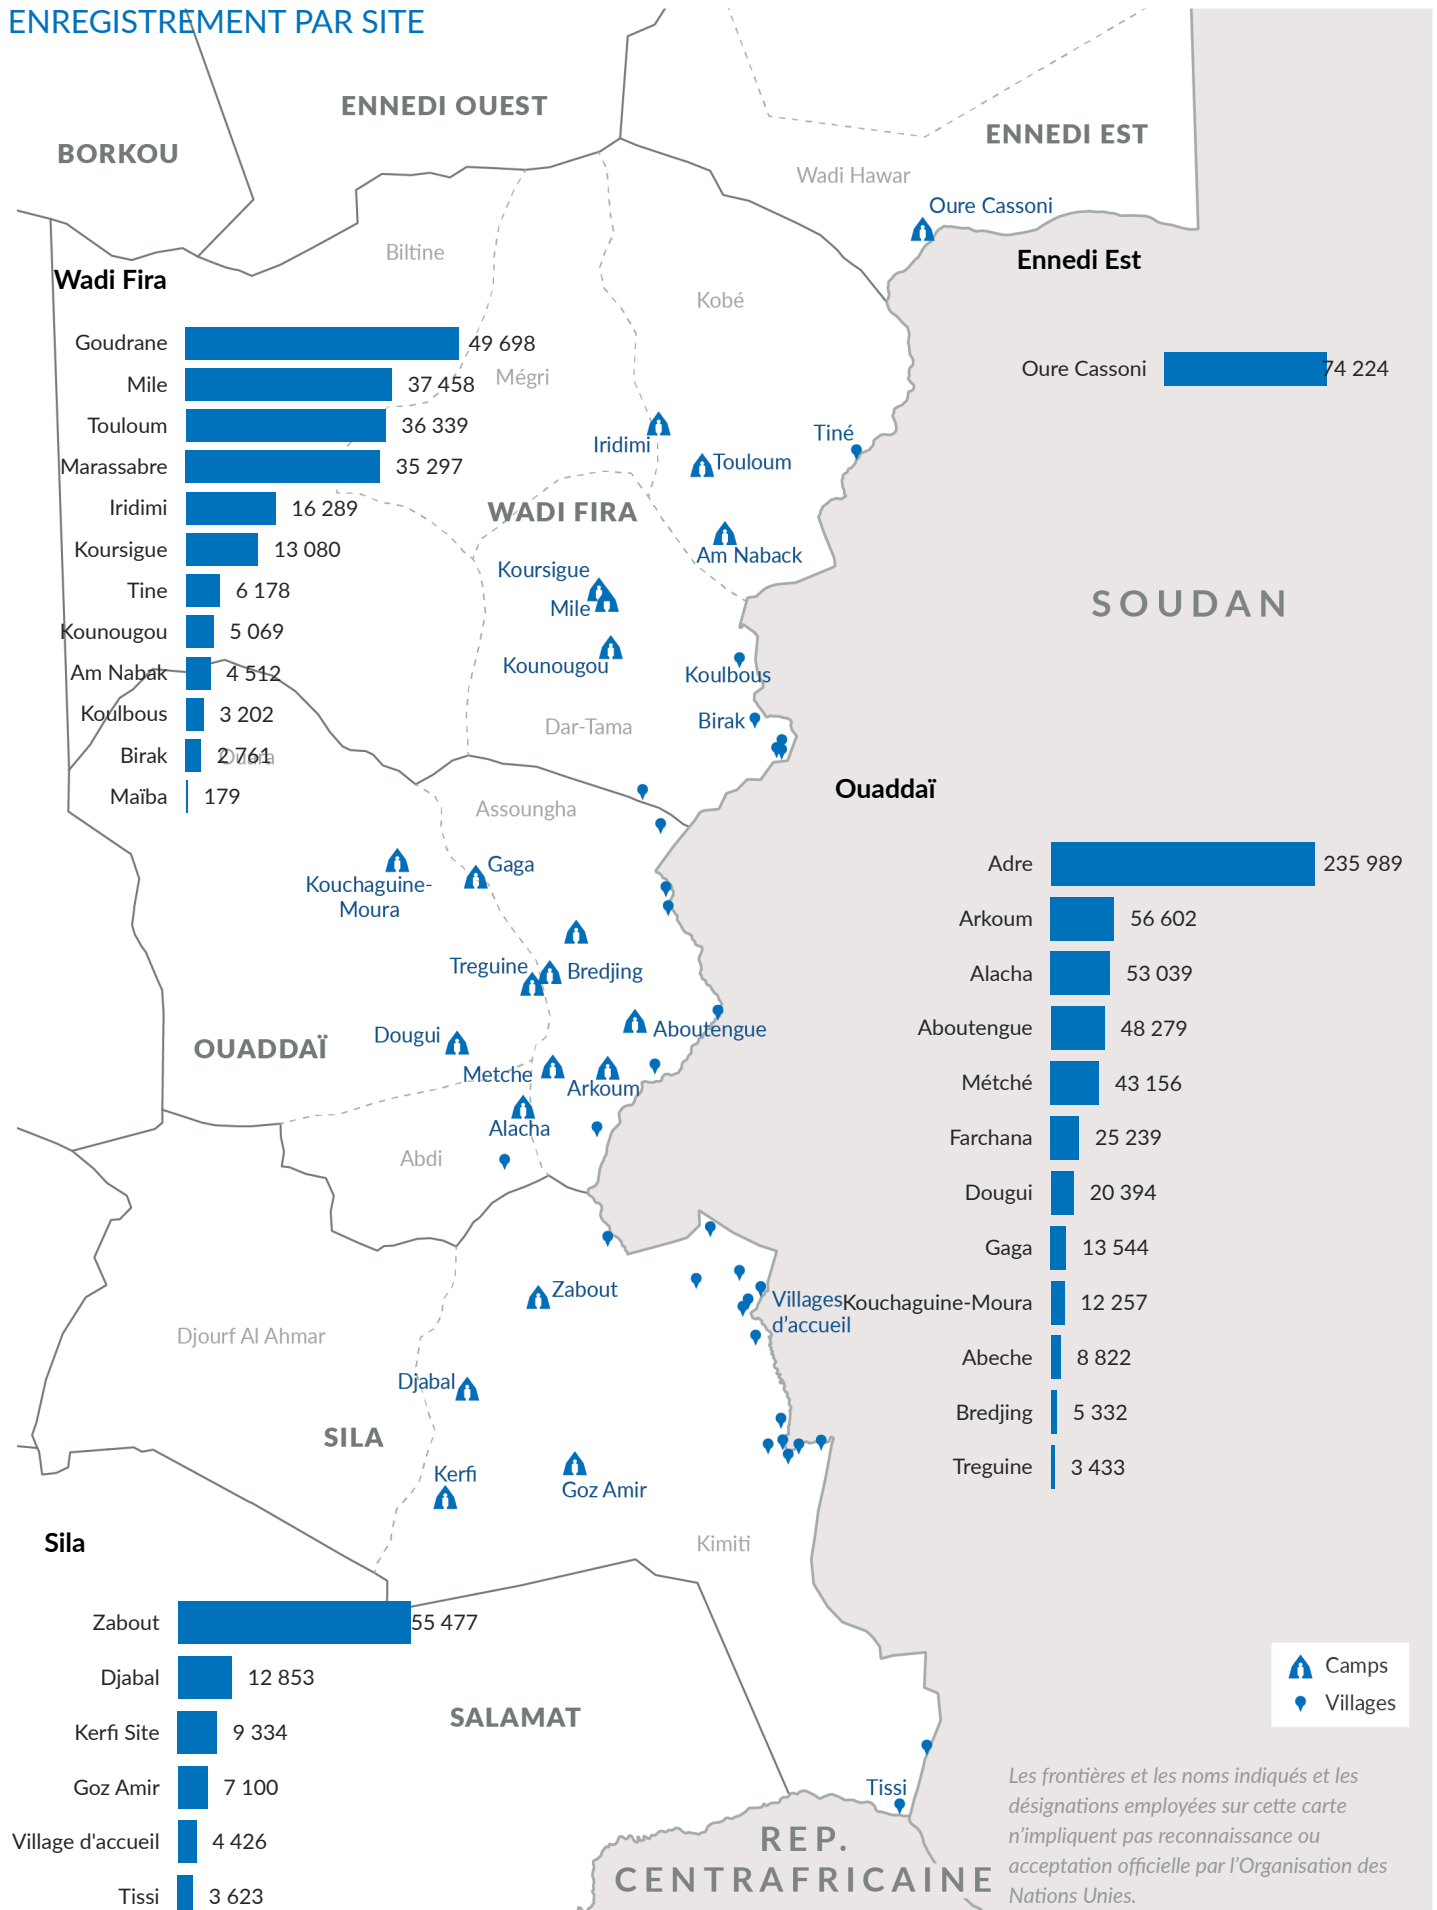 ENREGISTREMENT PAR SITE
ENNEDI OUEST
BORKOU
ENNEDI EST
Wadi Hawar
Oure Cassoni
Biltine
Kobé
Mégri
Wadi Fira
Goudrane 49 698
Mile 37 458
Touloum 36 339
Marassabre 35 297
Iridimi 16 289
Koursigue 13 080
Tine 6 178
Kounougou 5 069
Am Nabak 4 512
Koulbous 3 202
Birak 2 761
Maïba 179
Ouara
Ennedi Est
Oure Cassoni 74 224
Tiné
Iridimi
Touloum
WADI FIRA
Am Naback
Koursigue
Mile
Kounougou
Koulbous
Birak
Dar-Tama
SOUDAN
Assoungha
Gaga
Kouchaguine-
Moura
Treguine
Bredjing
Aboutengue
Dougui
OUADDAÏ
Metche
Arkoum
Alacha
Abdi
Ouaddaï
Adre 235 989
Arkoum 56 602
Alacha 53 039
Aboutengue 48 279
Métché 43 156
Farchana 25 239
Dougui 20 394
Gaga 13 544
Kouchaguine-Moura 12 257
Abeche 8 822
Bredjing 5 332
Treguine 3 433
Zabout
Villages
d'accueil
Djourf Al Ahmar
Djabal
SILA
Kerfi
Goz Amir
Kimiti
Sila
Zabout 55 477
Djabal 12 853
Kerfi Site 9 334
Goz Amir 7 100
Village d'accueil 4 426
Tissi 3 623
SALAMAT
Tissi
REP.
CENTRAFRICAINE
Camps
Villages
Les frontières et les noms indiqués et les
désignations employées sur cette carte
n'impliquent pas reconnaissance ou
acceptation officielle par l'Organisation des
Nations Unies.